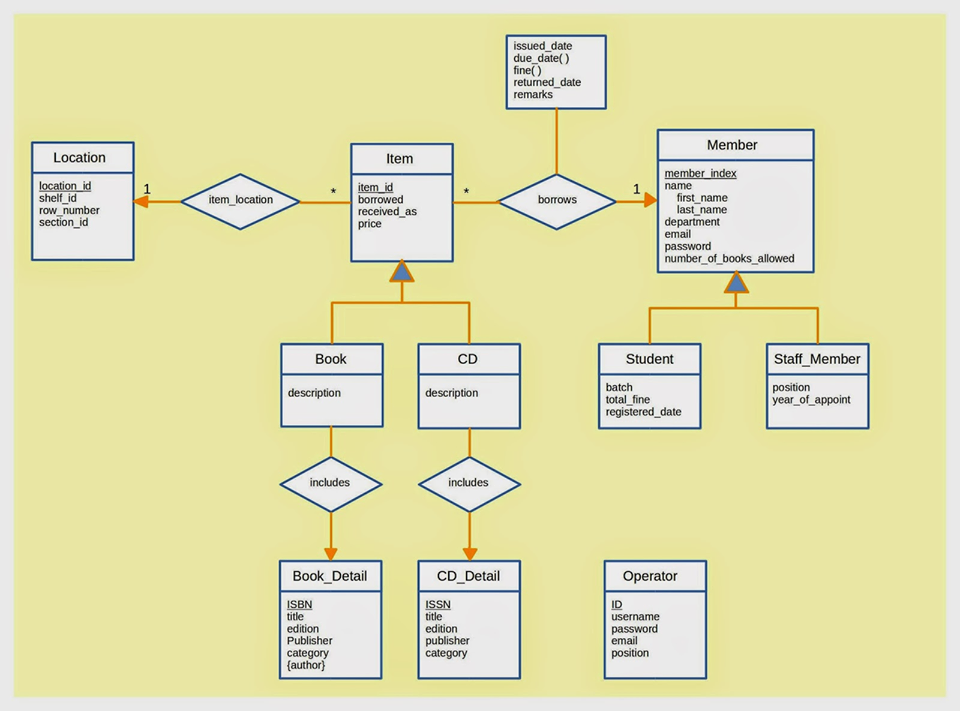 issued_date
due_date( )
fine( )
returned_date
remarks
Location
location_id
shelf_id
row_number
section_id
1
item_location
*
Item
item_id
borrowed
received_as
price
*
borrows
1
Member
member_index
name
first_name
last_name
department
email
password
number_of_books_allowed
Book
description
CD
description
Student
batch
total_fine
registered_date
Staff_Member
position
year_of_appoint
includes
includes
Book_Detail
ISBN
title
edition
Publisher
category
{author}
CD_Detail
ISSN
title
edition
publisher
category
Operator
ID
username
password
email
position